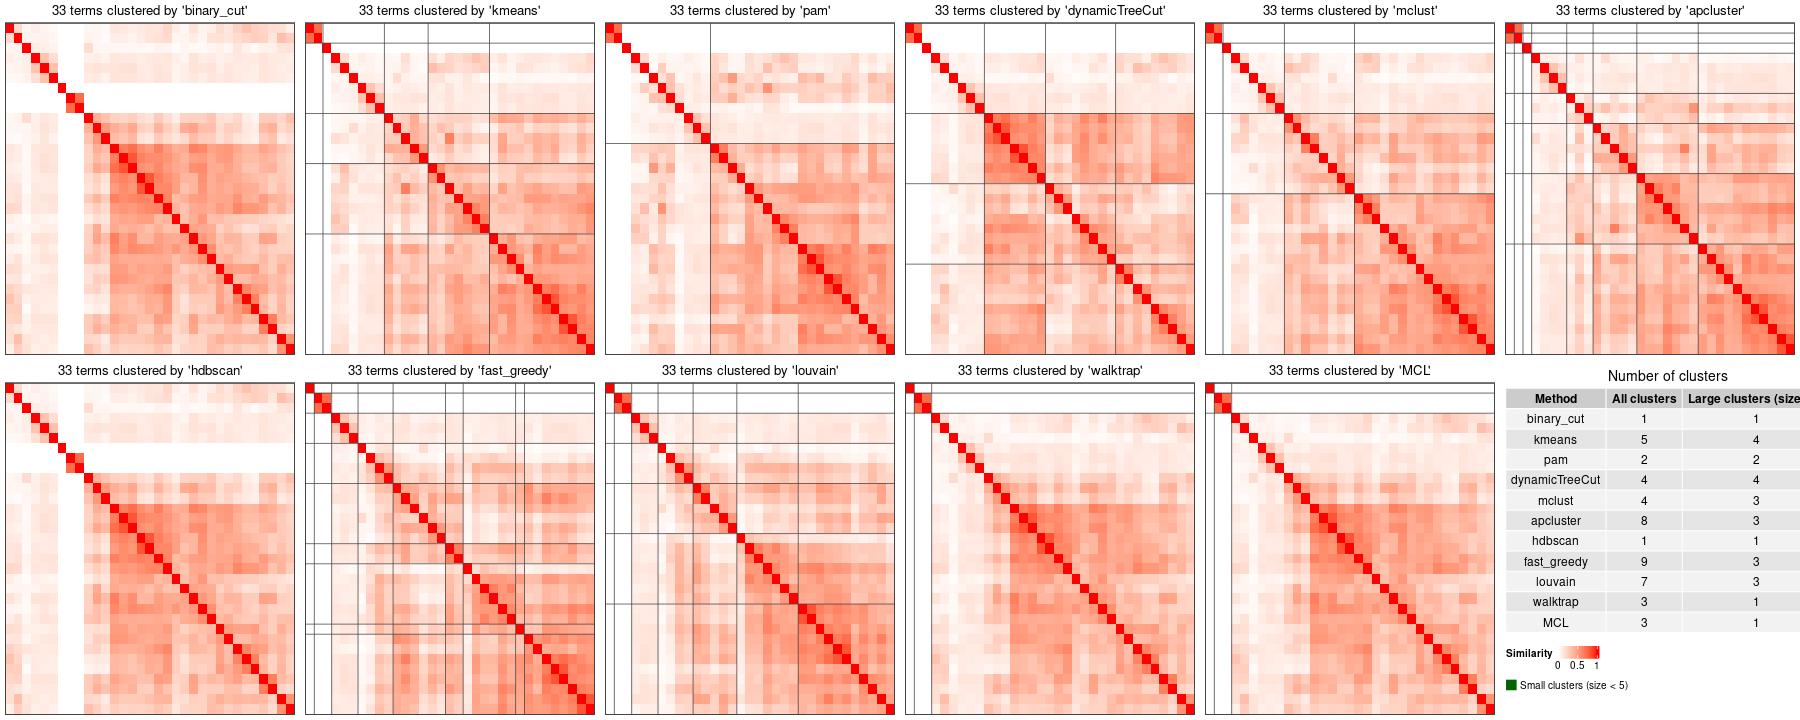 33 terms clustered by 'binary_cut'
33 terms clustered by 'kmeans'
33 terms clustered by 'pam'
33 terms clustered by 'dynamicTreeCut'
33 terms clustered by 'mclust'
33 terms clustered by 'apcluster'
33 terms clustered by 'hdbscan'
33 terms clustered by 'fast_greedy'
33 terms clustered by 'louvain'
33 terms clustered by 'walktrap'
33 terms clustered by 'MCL'
Number of clusters
Method All clusters Large clusters (size
binary_cut 1 1
kmeans 5 4
pam 2 2
dynamicTreeCut 4 4
mclust 4 3
apcluster 8 3
hdbscan 1 1
fast_greedy 9 3
louvain 7 3
walktrap 3 1
MCL 3 1
Similarity
0 0.5 1
Small clusters (size < 5)